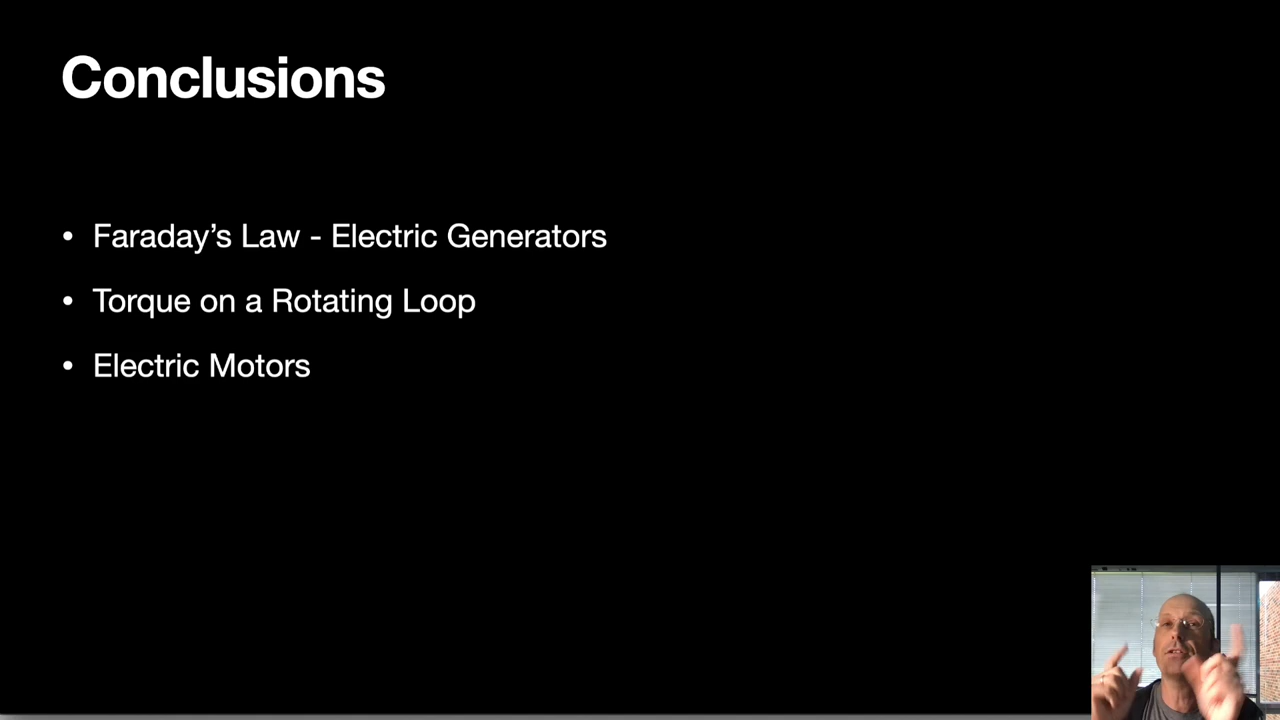 Conclusions
• Faraday’s Law - Electric Generators
• Torque on a Rotating Loop
• Electric Motors